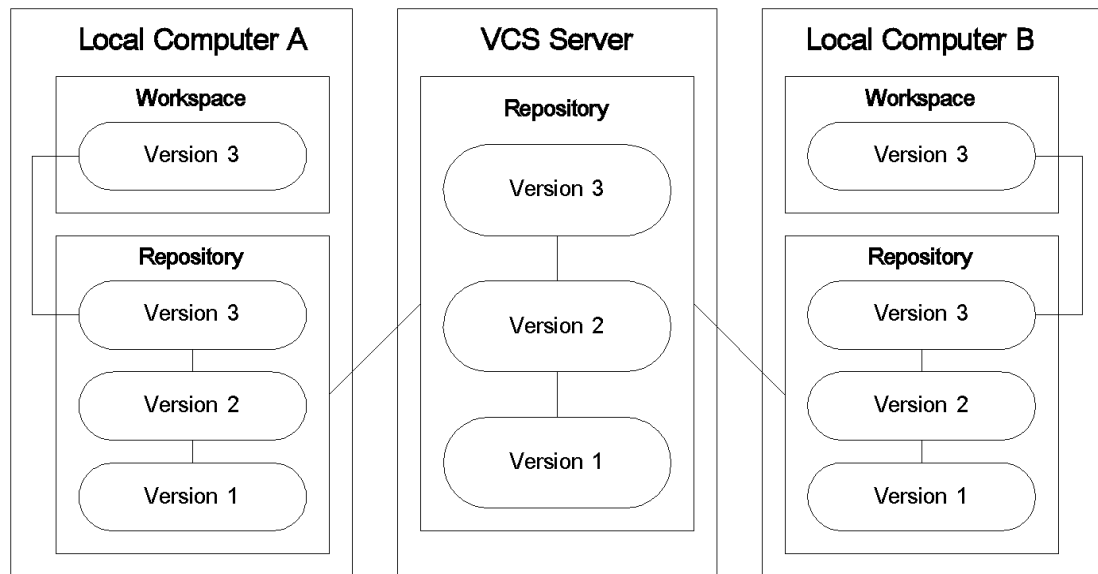 Local Computer A
Workspace
Version 3
Repository
Version 3
Version 2
Version 1
VCS Server
Repository
Version 3
Version 2
Version 1
Local Computer B
Workspace
Version 3
Repository
Version 3
Version 2
Version 1